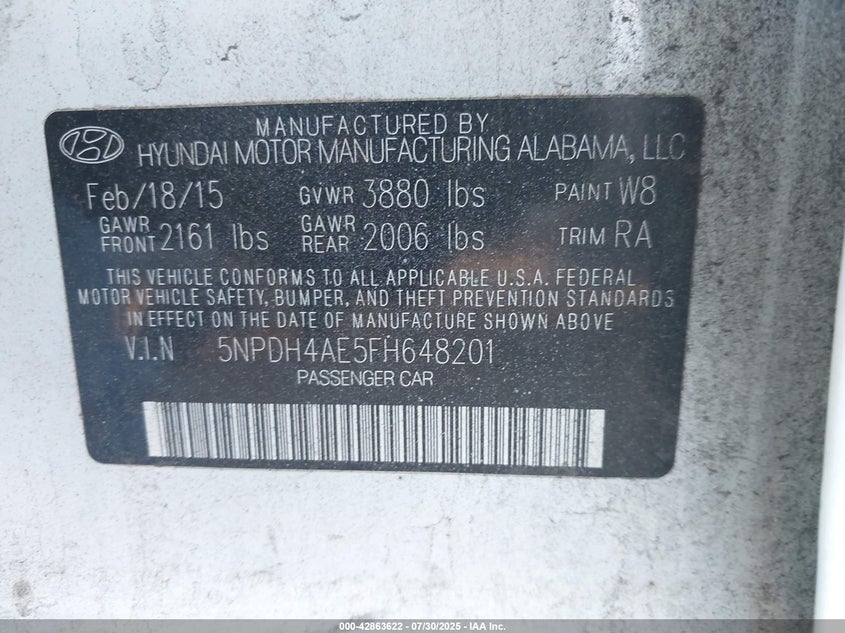 MANUFACTURED BY
HYUNDAI MOTOR MANUFACTURING ALABAMA, LLC
Feb/18/15 GVWR 3880 lbs PAINT W8
GAWR FRONT 2161 lbs GAWR REAR 2006 lbs TRIM RA
THIS VEHICLE CONFORMS TO ALL APPLICABLE U.S.A. FEDERAL
MOTOR VEHICLE SAFETY, BUMPER, AND THEFT PREVENTION STANDARDS
IN EFFECT ON THE DATE OF MANUFACTURE SHOWN ABOVE
V.I.N 5NPDH4AE5FH648201
PASSENGER CAR
000-42863622 - 07/30/2025 - IAA Inc.